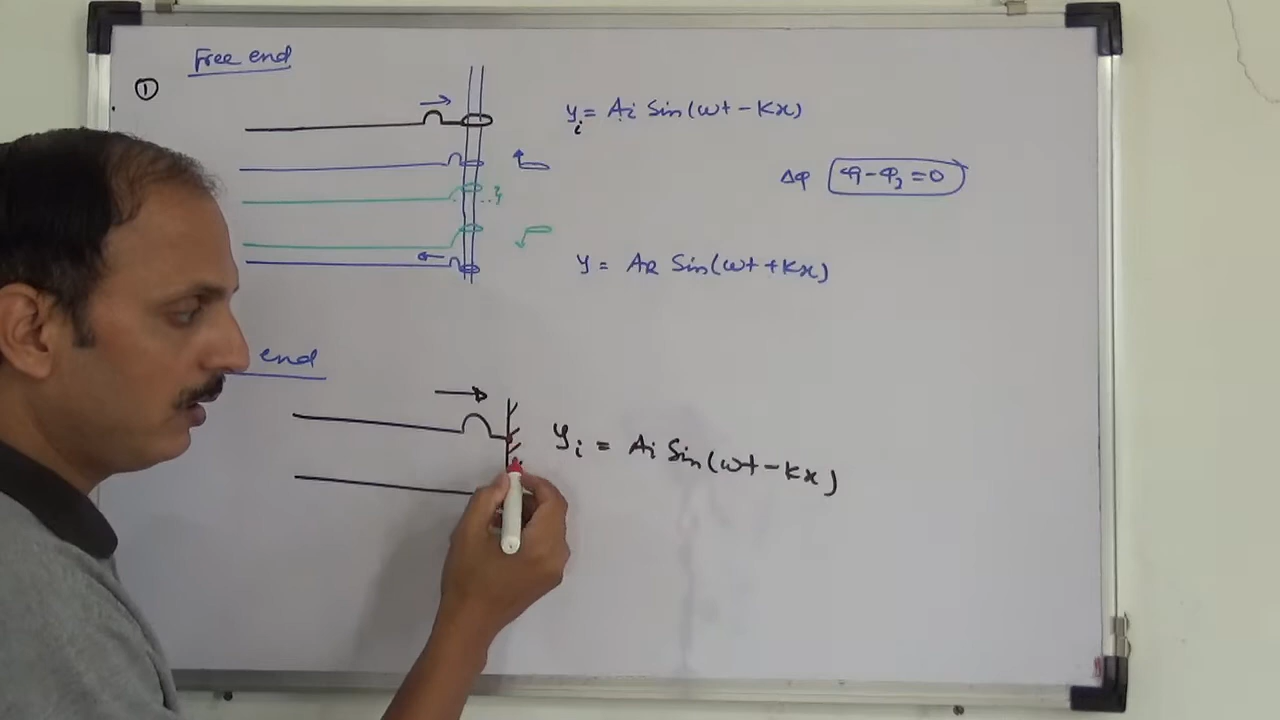 Free end
①
yᵢ = Aᵢ Sin(ωt - Kx)
Δφ φ₁-φ₂=0
y = AR Sin(ωt + Kx)
end
yᵢ = Aᵢ Sin(ωt - Kx)